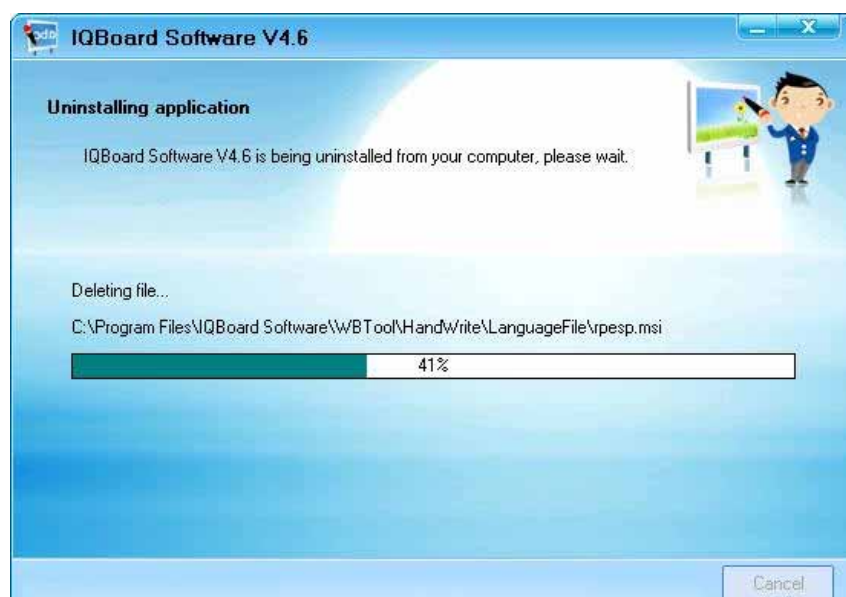 IQBoard Software V4.6
Uninstalling application
IQBoard Software V4.6 is being uninstalled from your computer, please wait.
Deleting file...
C:\Program Files\IQBoard Software\WBTool\HandWrite\LanguageFile\rpesp.msi
41%
Cancel